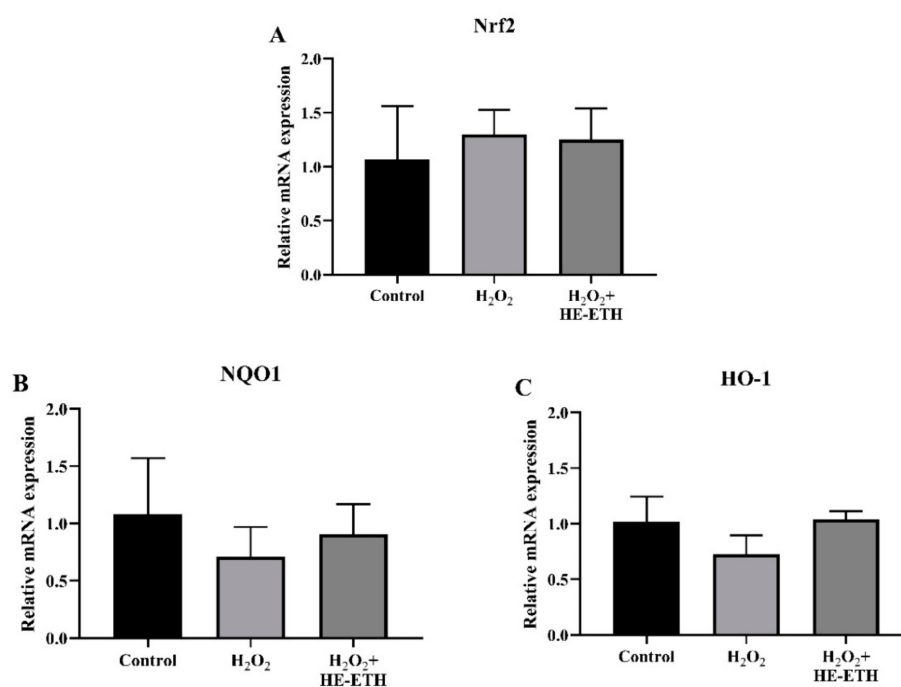 A
Nrf2
Relative mRNA expression
2.0
1.5
1.0
0.5
0.0
Control
H₂O₂
H₂O₂+
HE-ETH
B
NQO1
Relative mRNA expression
2.0
1.5
1.0
0.5
0.0
Control
H₂O₂
H₂O₂+
HE-ETH
C
HO-1
Relative mRNA expression
2.0
1.5
1.0
0.5
0.0
Control
H₂O₂
H₂O₂+
HE-ETH